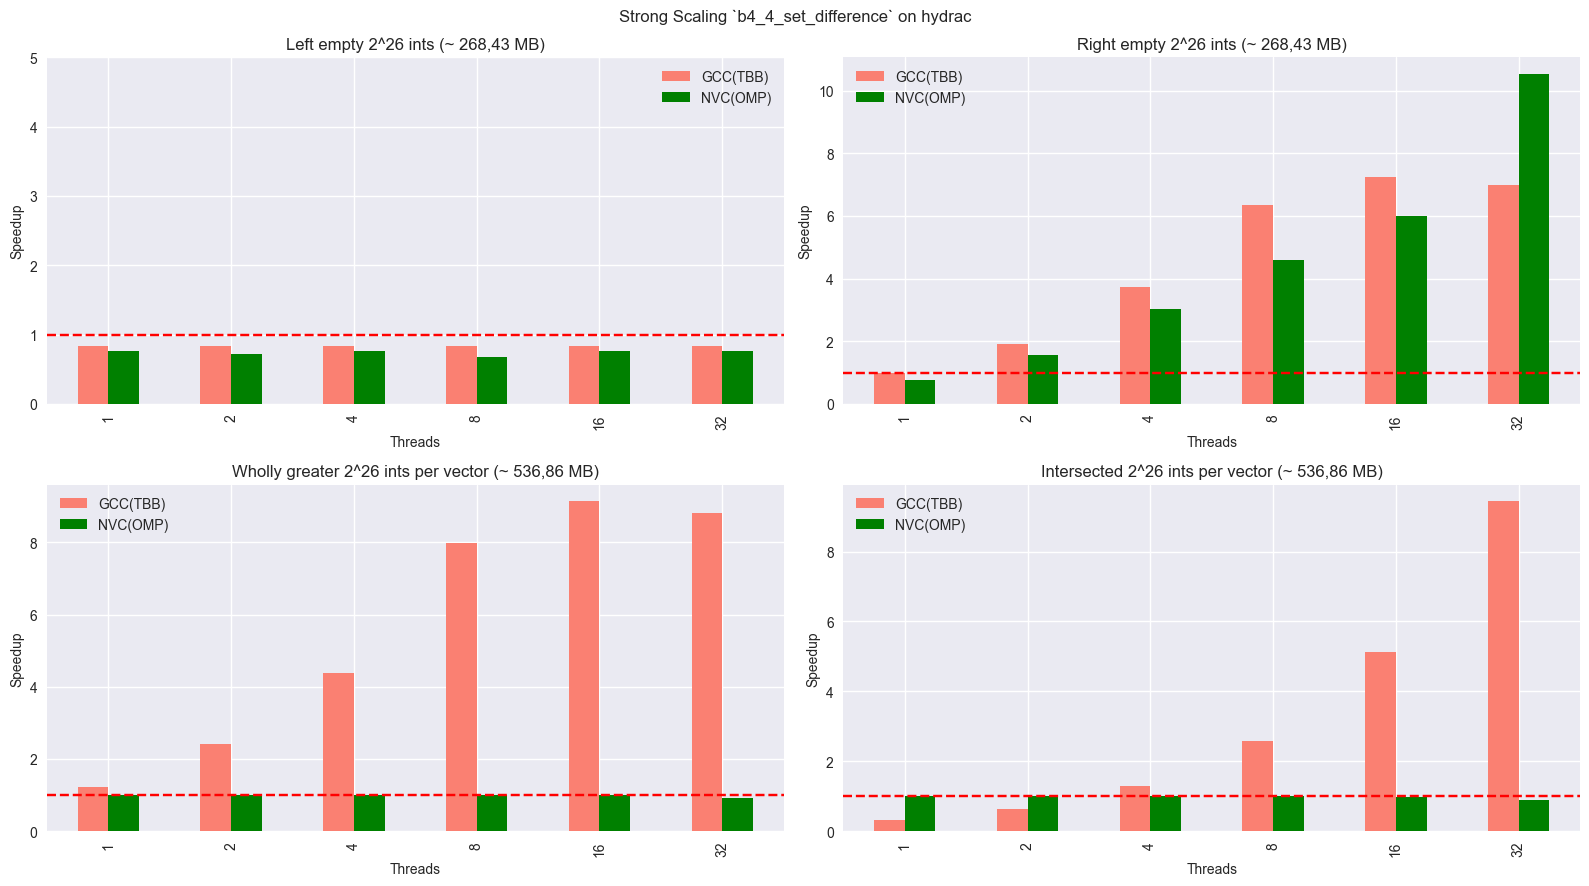 Strong Scaling `b4_4_set_difference` on hydrac
Left empty 2^26 ints (~ 268,43 MB)
5
4
3
2
1
0
Speedup
GCC(TBB)
NVC(OMP)
1
2
4
8
16
32
Threads
Right empty 2^26 ints (~ 268,43 MB)
10
8
6
4
2
0
Speedup
GCC(TBB)
NVC(OMP)
1
2
4
8
16
32
Threads
Wholly greater 2^26 ints per vector (~ 536,86 MB)
8
6
4
2
0
Speedup
GCC(TBB)
NVC(OMP)
1
2
4
8
16
32
Threads
Intersected 2^26 ints per vector (~ 536,86 MB)
8
6
4
2
0
Speedup
GCC(TBB)
NVC(OMP)
1
2
4
8
16
32
Threads